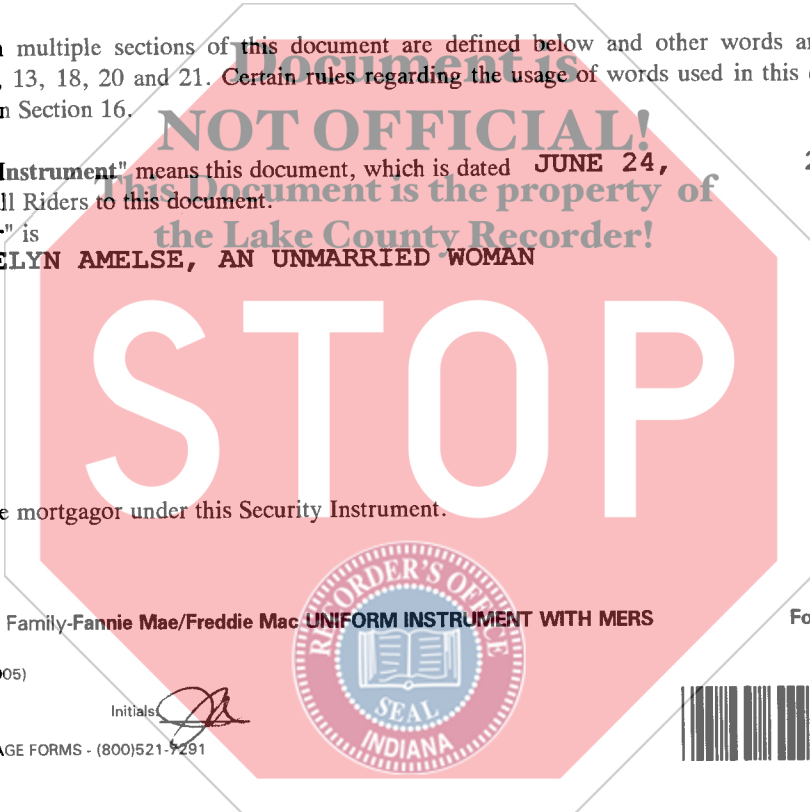 multiple sections of this document are defined below and other words
Document is
, 13, 18, 20 and 21. Certain rules regarding the usage of words used in this
n Section 16.
NOT OFFICIAL!
Instrument" means this document, which is dated JUNE 24,
This Document is the property of
ll Riders to this document.
" is
the Lake County Recorder!
ELYN AMELSE, AN UNMARRIED WOMAN
STOP
e mortgagor under this Security Instrument.
RECORDER'S OFFICE
Family-Fannie Mae/Freddie Mac UNIFORM INSTRUMENT WITH MERS Fo
005)
Initials:
SEAL
INDIANA
AGE FORMS - (800)521-7291